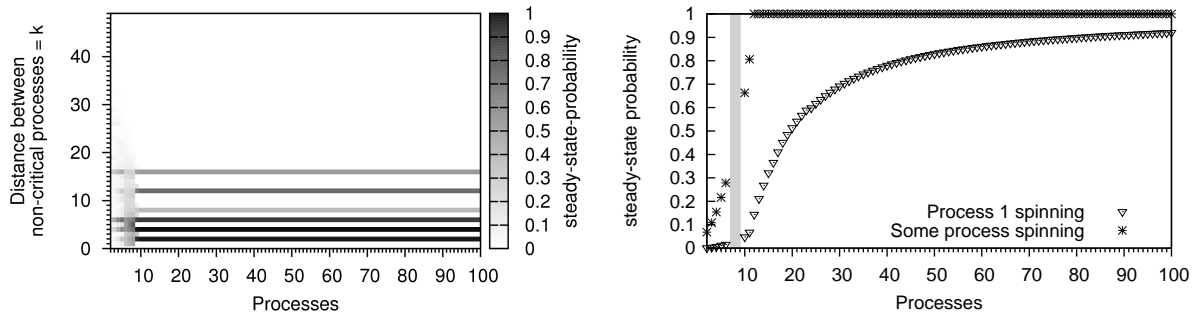 Distance between
non-critical processes = k
40
30
20
10
0
10 20 30 40 50 60 70 80 90 100
Processes
1
0.9
0.8
0.7
0.6
0.5
0.4
0.3
0.2
0.1
0
steady-state-probability
steady-state probability
1
0.9
0.8
0.7
0.6
0.5
0.4
0.3
0.2
0.1
0
Process 1 spinning
Some process spinning
10 20 30 40 50 60 70 80 90 100
Processes